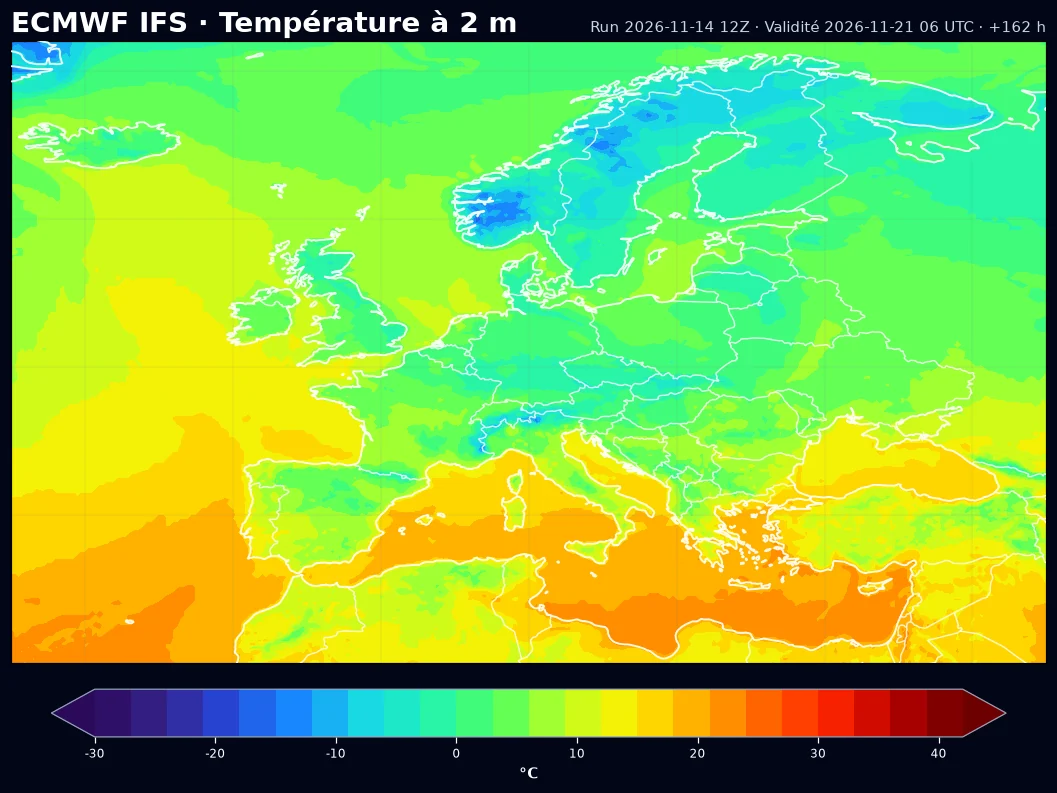 ECMWF IFS · Température à 2 m
Run 2026-11-14 12Z · Validité 2026-11-21 06 UTC · +162 h
-30 -20 -10 0 10 20 30 40
°C